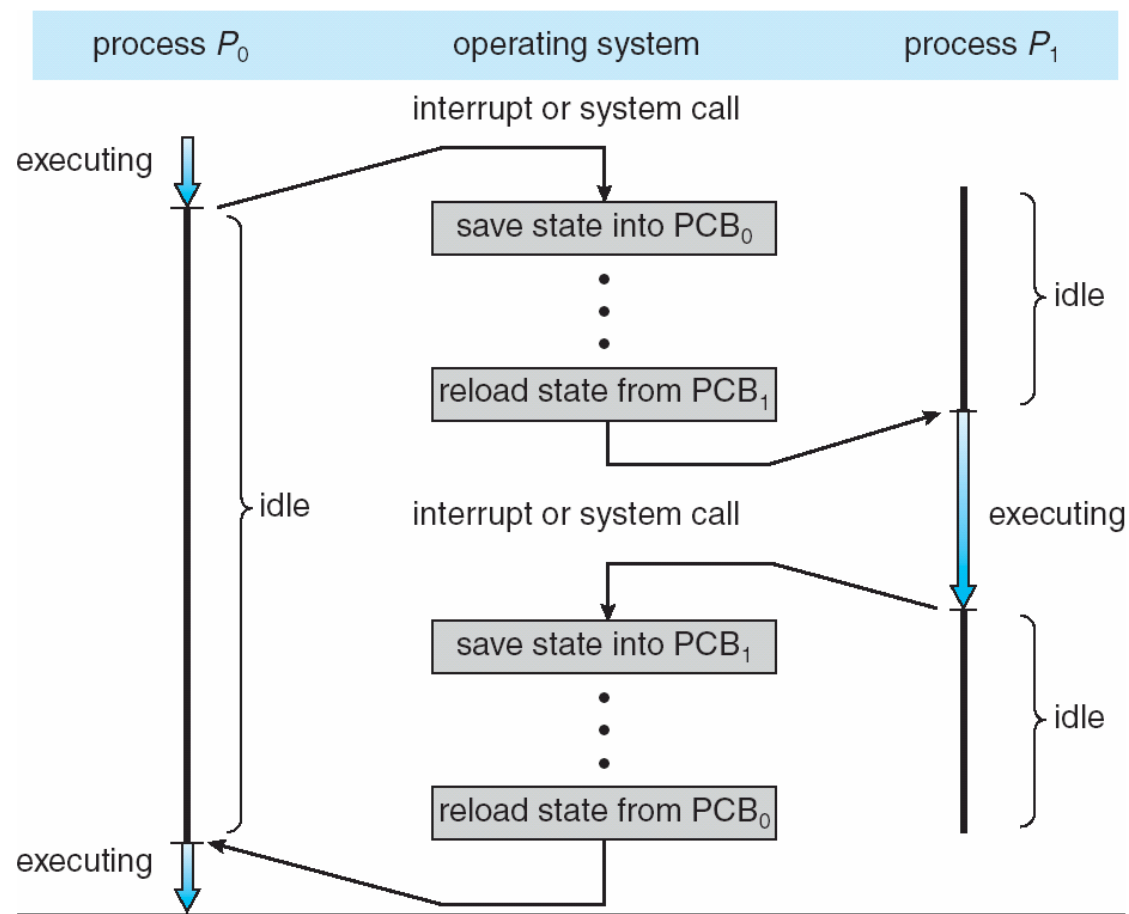 process P₀ operating system process P₁
interrupt or system call
executing
save state into PCB₀
idle
reload state from PCB₁
idle
interrupt or system call
executing
save state into PCB₁
idle
reload state from PCB₀
executing